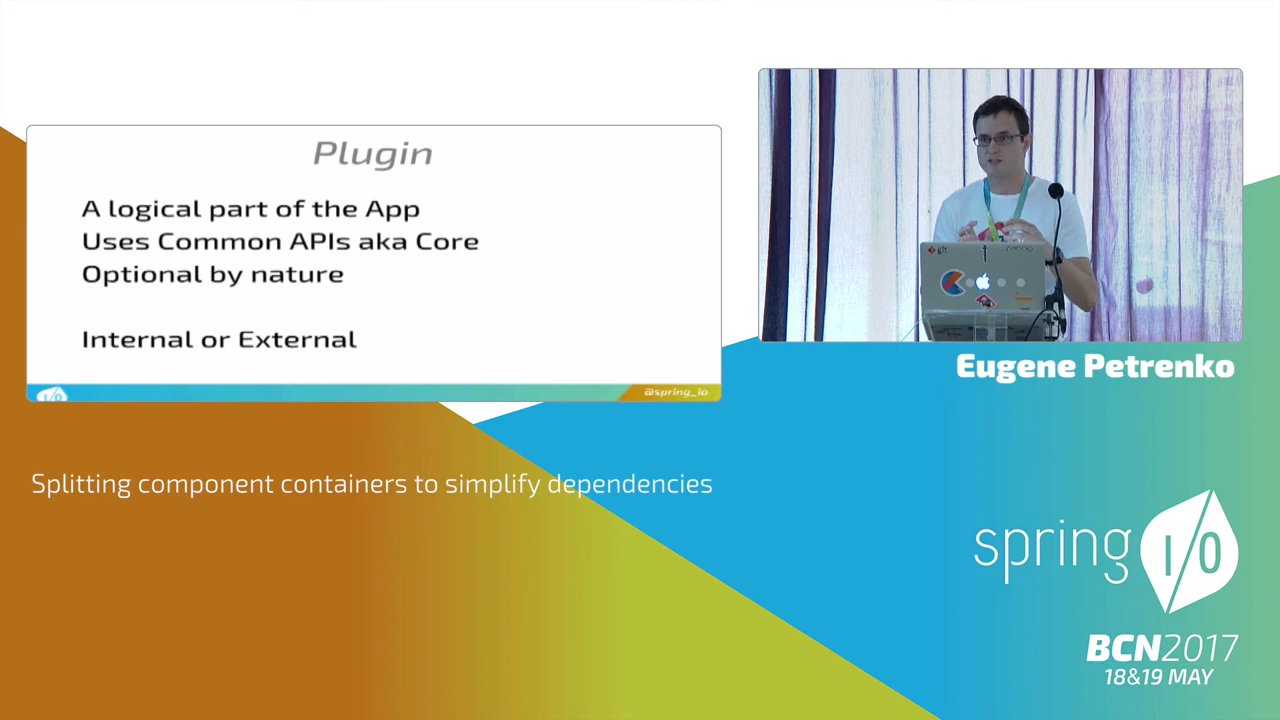 Plugin
A logical part of the App
Uses Common APIs aka Core
Optional by nature
Internal or External
I/O
@spring_io
git
Eugene Petrenko
Splitting component containers to simplify dependencies
spring I/O
BCN2017
18&19 MAY